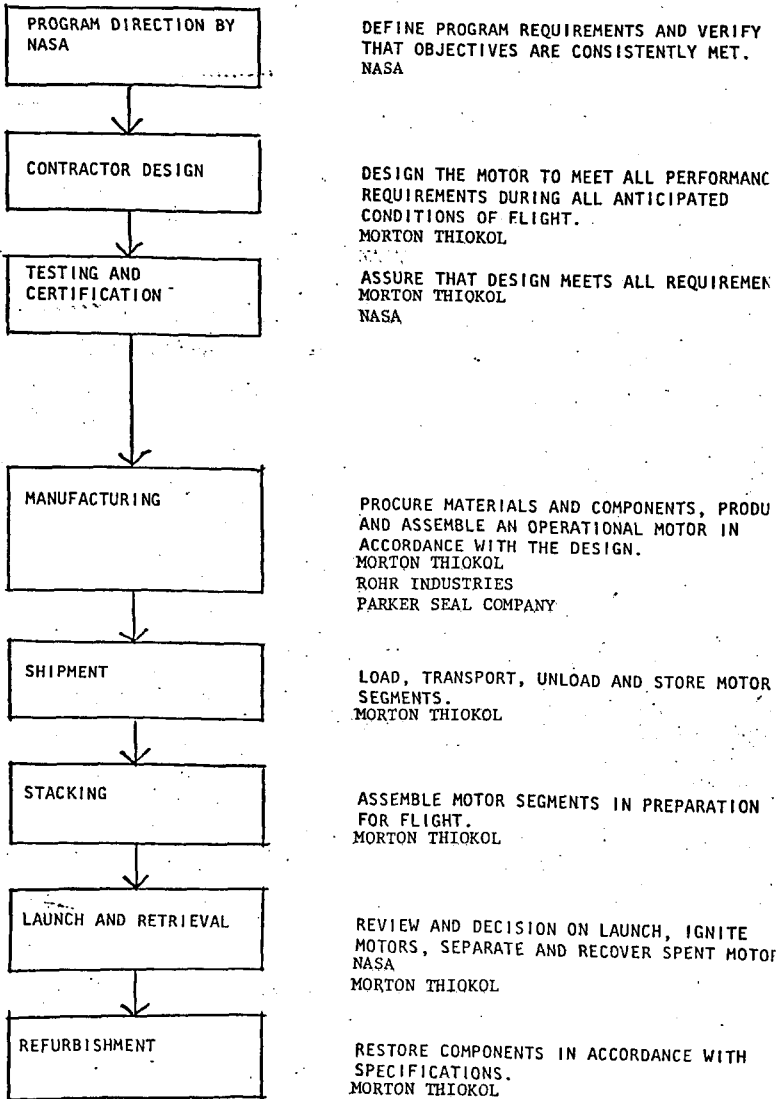 PROGRAM DIRECTION BY
NASA
DEFINE PROGRAM REQUIREMENTS AND VERIFY
THAT OBJECTIVES ARE CONSISTENTLY MET.
NASA
CONTRACTOR DESIGN
DESIGN THE MOTOR TO MEET ALL PERFORMANC
REQUIREMENTS DURING ALL ANTICIPATED
CONDITIONS OF FLIGHT.
MORTON THIOKOL
TESTING AND
CERTIFICATION
ASSURE THAT DESIGN MEETS ALL REQUIREMEN
MORTON THIOKOL
NASA
MANUFACTURING
PROCURE MATERIALS AND COMPONENTS, PRODU
AND ASSEMBLE AN OPERATIONAL MOTOR IN
ACCORDANCE WITH THE DESIGN.
MORTON THIOKOL
ROHR INDUSTRIES
PARKER SEAL COMPANY
SHIPMENT
LOAD, TRANSPORT, UNLOAD AND STORE MOTOR
SEGMENTS.
MORTON THIOKOL
STACKING
ASSEMBLE MOTOR SEGMENTS IN PREPARATION
FOR FLIGHT.
MORTON THIOKOL
LAUNCH AND RETRIEVAL
REVIEW AND DECISION ON LAUNCH, IGNITE
MOTORS, SEPARATE AND RECOVER SPENT MOTOR
NASA
MORTON THIOKOL
REFURBISHMENT
RESTORE COMPONENTS IN ACCORDANCE WITH
SPECIFICATIONS.
MORTON THIOKOL